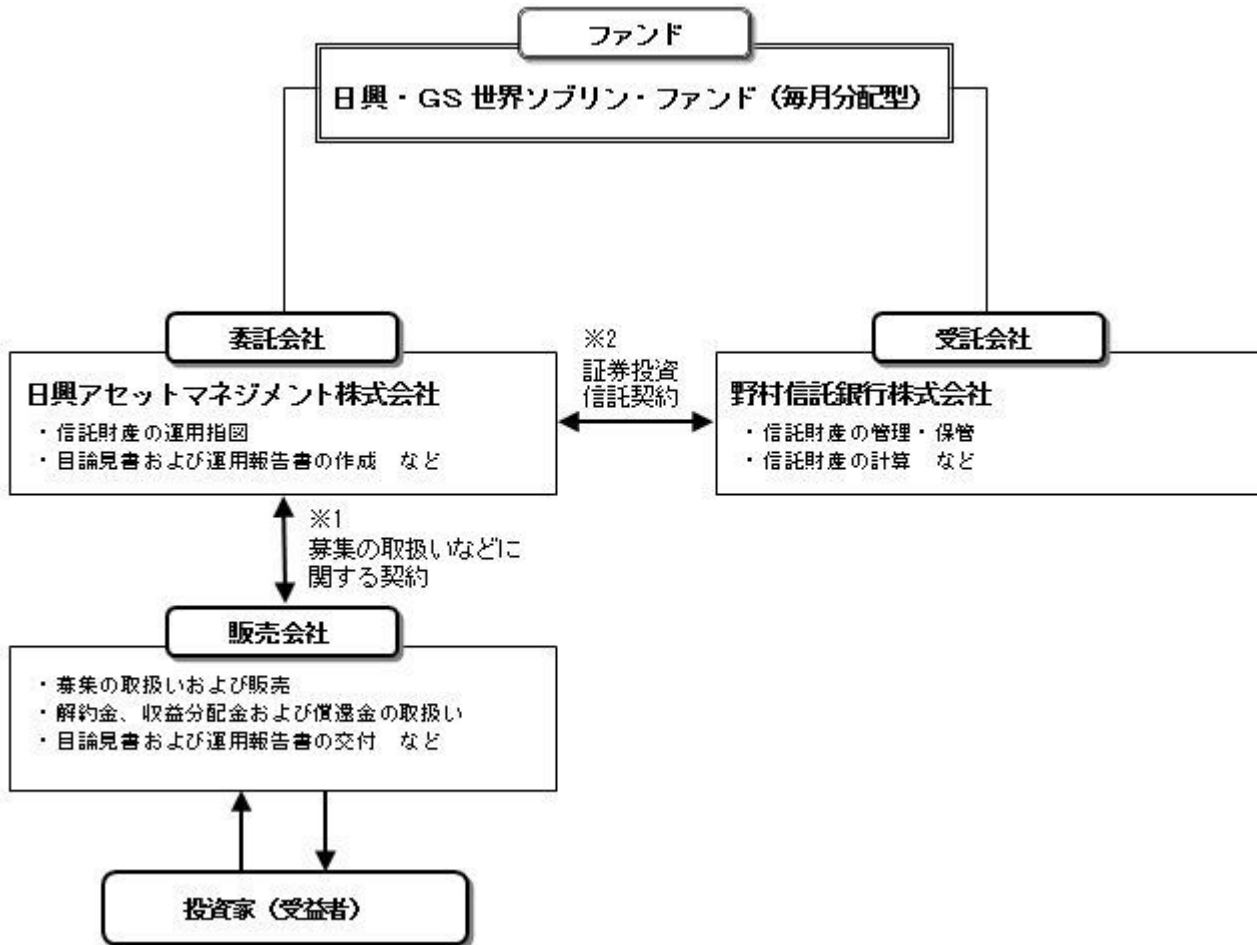 ファンド
日興・GS 世界ソブリン・ファンド（毎月分配型）
委託会社
日興アセットマネジメント株式会社
・信託財産の運用指図
・目論見書および運用報告書の作成　など
※2
証券投資
信託契約
受託会社
野村信託銀行株式会社
・信託財産の管理・保管
・信託財産の計算　など
※1
募集の取扱いなどに
関する契約
販売会社
・募集の取扱いおよび販売
・解約金、収益分配金および償還金の取扱い
・目論見書および運用報告書の交付　など
投資家（受益者）